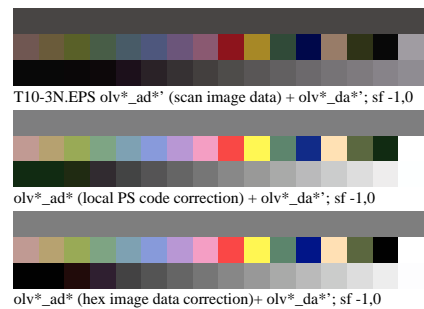 T10-3N.EPS olv*_ad*’ (scan image data) + olv*_da*’; sf -1,0
olv*_ad* (local PS code correction) + olv*_da*’; sf -1,0
olv*_ad* (hex image data correction)+ olv*_da*’; sf -1,0